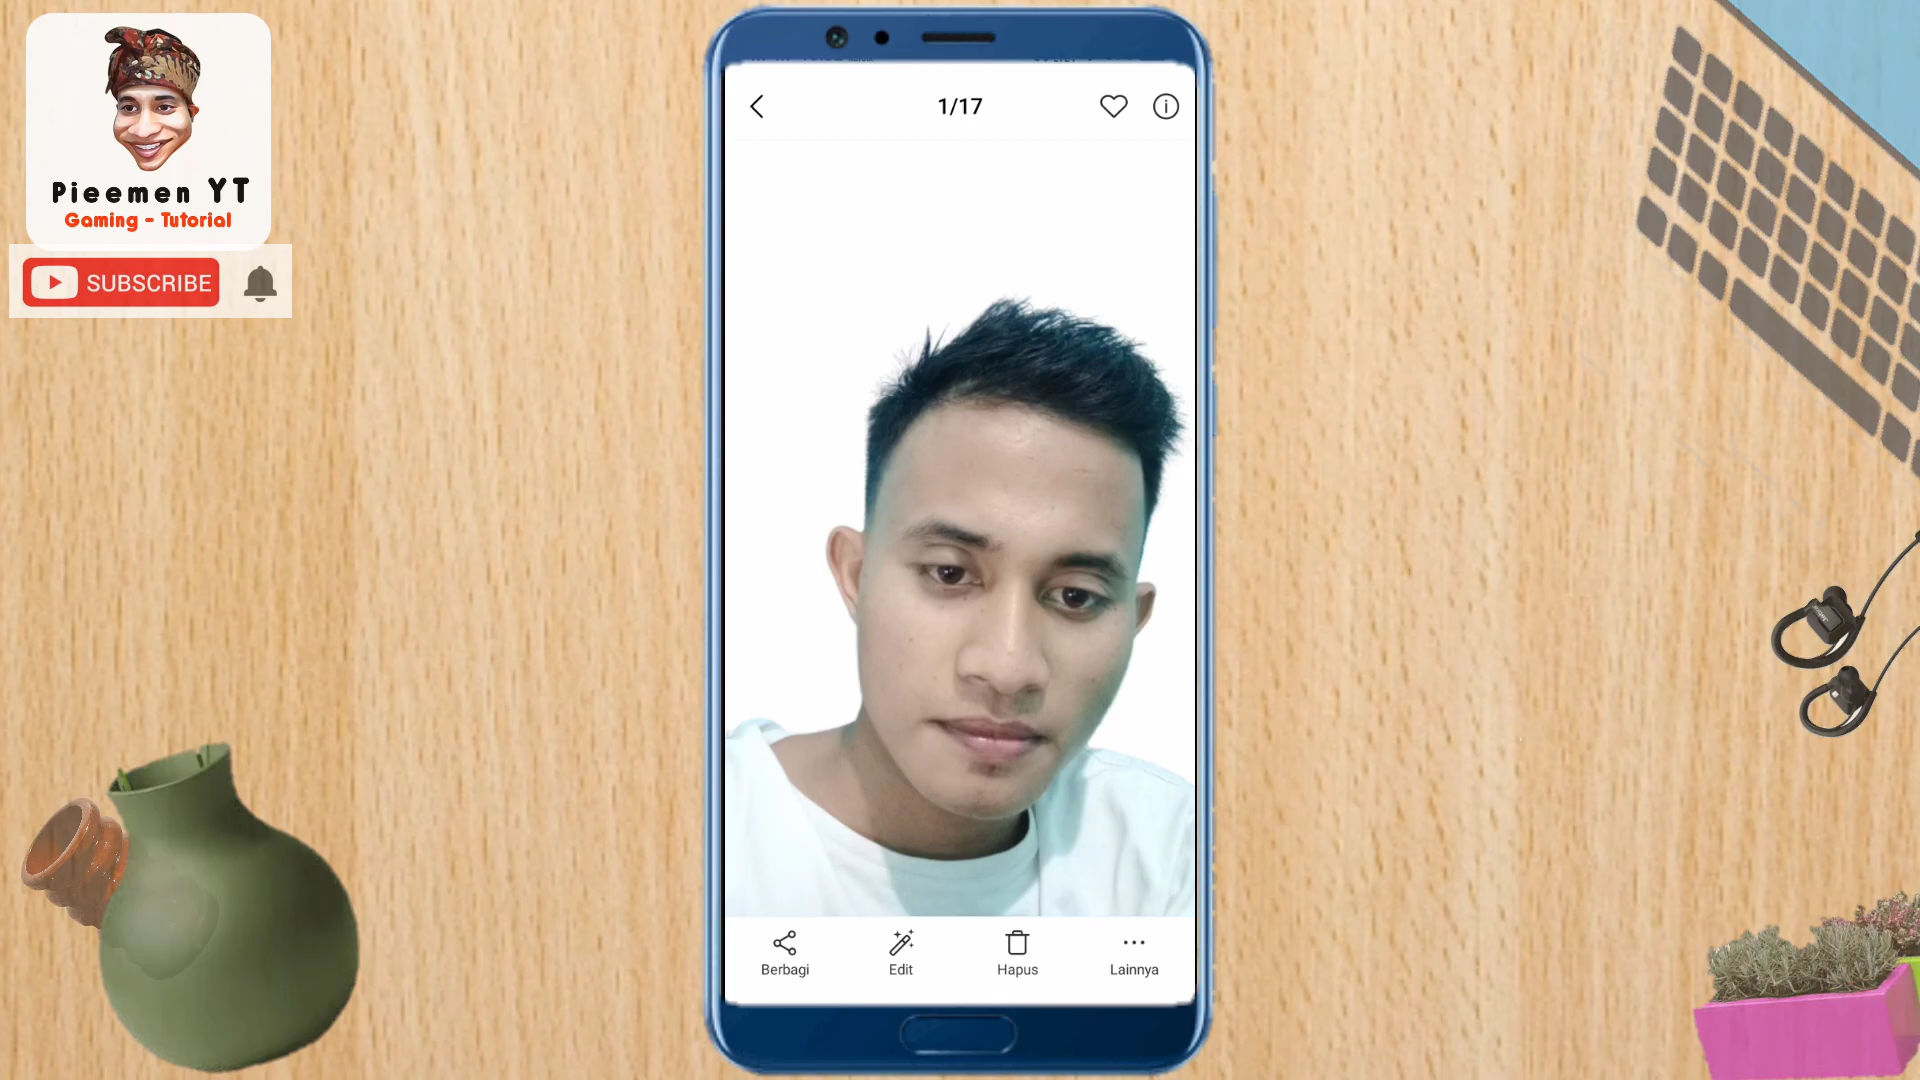 Pieemen YT
Gaming - Tutorial
SUBSCRIBE
1/17
Berbagi
Edit
Hapus
Lainnya